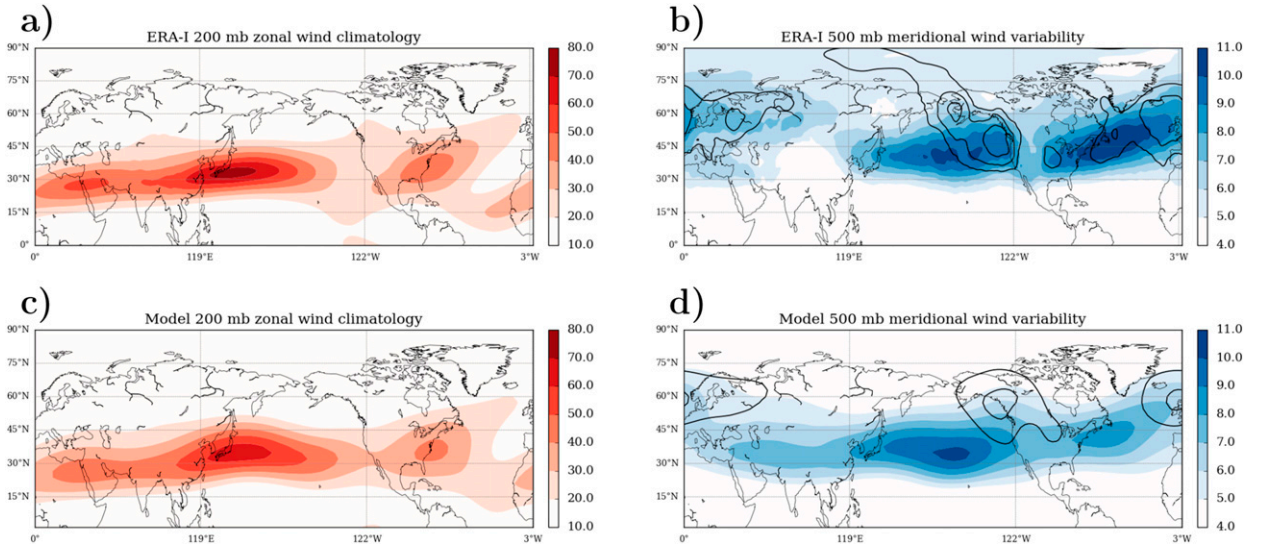 a)
ERA-I 200 mb zonal wind climatology
90°N
75°N
60°N
45°N
30°N
15°N
0°
0°
119°E
122°W
3°W
80.0
70.0
60.0
50.0
40.0
30.0
20.0
10.0
b)
ERA-I 500 mb meridional wind variability
90°N
75°N
60°N
45°N
30°N
15°N
0°
0°
119°E
122°W
3°W
11.0
10.0
9.0
8.0
7.0
6.0
5.0
4.0
c)
Model 200 mb zonal wind climatology
90°N
75°N
60°N
45°N
30°N
15°N
0°
119°E
122°W
3°W
80.0
70.0
60.0
50.0
40.0
30.0
20.0
10.0
d)
Model 500 mb meridional wind variability
90°N
75°N
60°N
45°N
30°N
15°N
0°
119°E
122°W
3°W
11.0
10.0
9.0
8.0
7.0
6.0
5.0
4.0